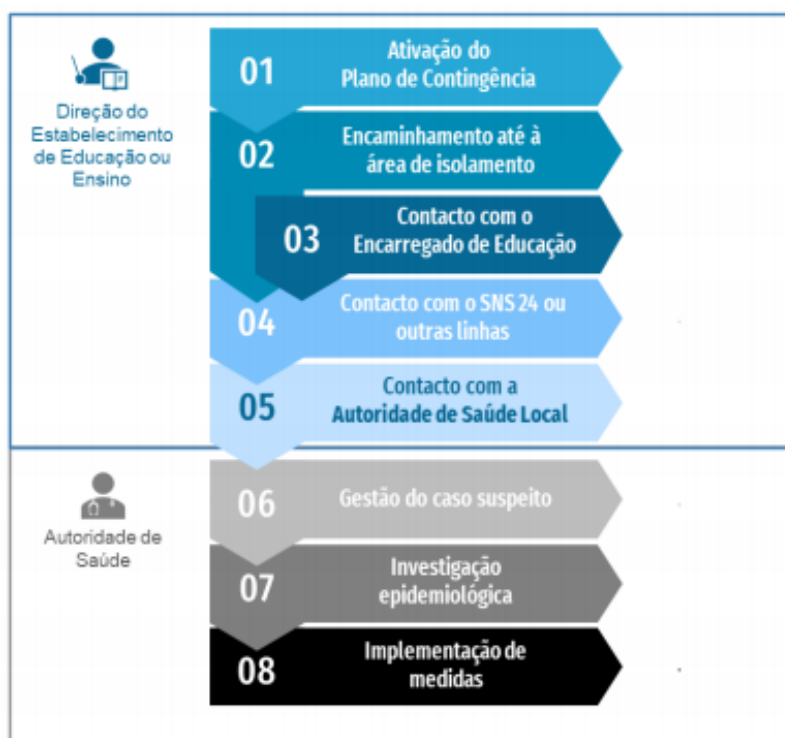 Direção do
Estabelecimento
de Educação ou
Ensino
01
Ativação do
Plano de Contingência
02
Encaminhamento até à
área de isolamento
03
Contacto com o
Encarregado de Educação
04
Contacto com o SNS 24 ou
outras linhas
05
Contacto com a
Autoridade de Saúde Local
Autoridade de
Saúde
06
Gestão do caso suspeito
07
Investigação
epidemiológica
08
Implementação de
medidas